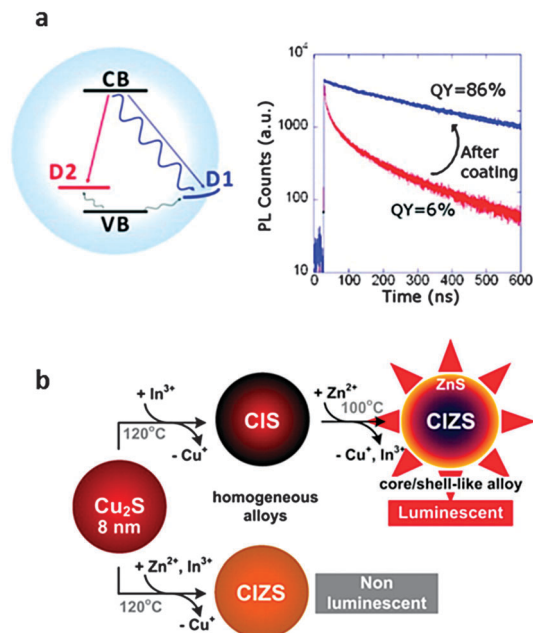 a
CB
D2
D1
VB
10⁴
1000
100
10
PL Counts (a.u.)
QY=86%
After
coating
QY=6%
0 100 200 300 400 500 600
Time (ns)
b
+ In³⁺
120°C
- Cu⁺
CIS
+ Zn²⁺
100°C
- Cu⁺, In³⁺
ZnS
CIZS
core/shell-like alloy
Luminescent
Cu₂S
8 nm
homogeneous
alloys
+ Zn²⁺, In³⁺
120°C
- Cu⁺
CIZS
Non
luminescent